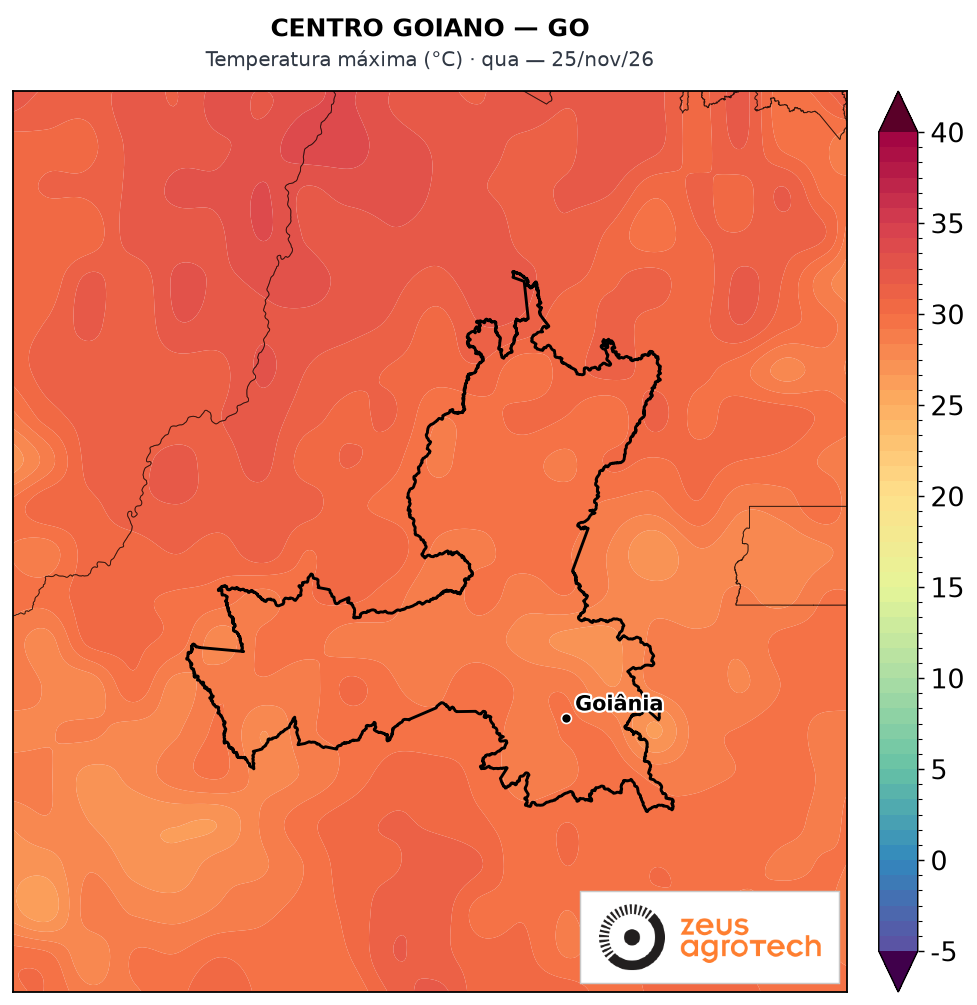 CENTRO GOIANO — GO
Temperatura máxima (°C) · qua — 25/nov/26
40
35
30
25
20
15
10
5
0
-5
Goiânia
zeus
agrotech